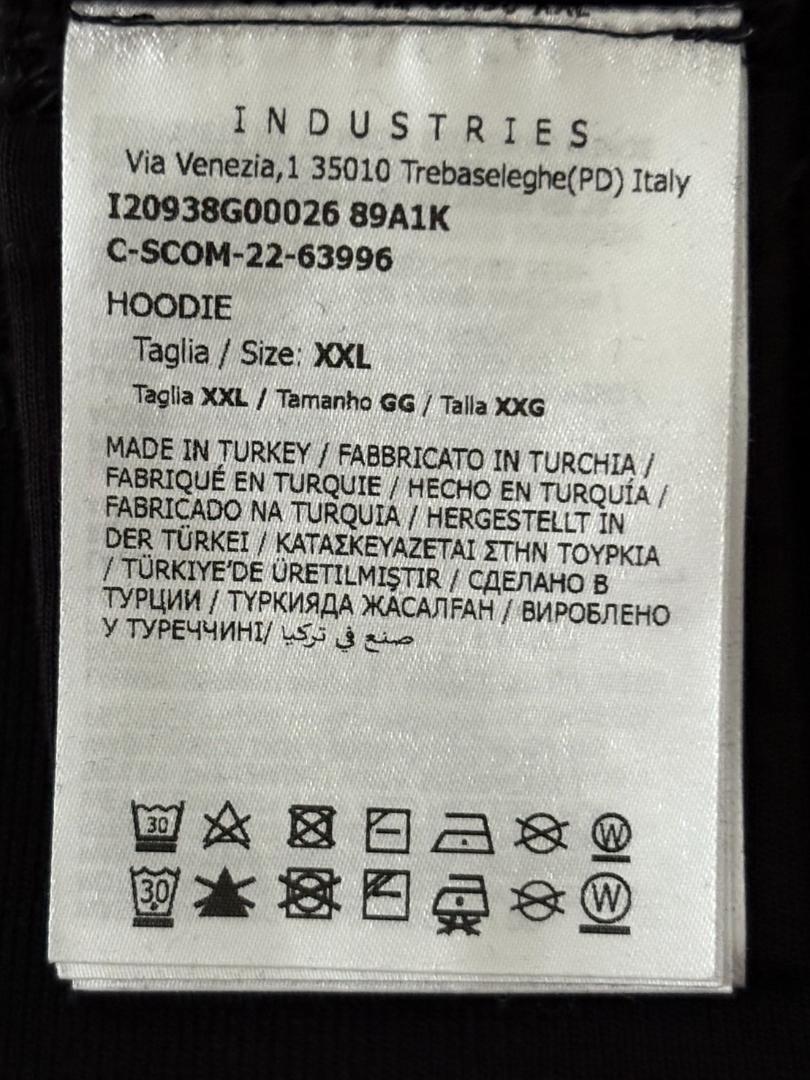 INDUSTRIES
Via Venezia,1 35010 Trebaseleghe(PD) Italy
I20938G00026 89A1K
C-SCOM-22-63996
HOODIE
Taglia / Size: XXL
Taglia XXL / Tamanho GG / Talla XXG
MADE IN TURKEY / FABBRICATO IN TURCHIA /
FABRIQUÉ EN TURQUIE / HECHO EN TURQUÍA /
FABRICADO NA TURQUIA / HERGESTELLT IN
DER TÜRKEI / ΚΑΤΑΣΚΕΥΑΖΕΤΑΙ ΣΤΗΝ ΤΟΥΡΚΙΑ
/ TÜRKIYE'DE ÜRETILMIŞTIR / СДЕЛАНО В
ТУРЦИИ / ТҮРКИЯДА ЖАСАЛҒАН / ВИРОБЛЕНО
У ТУРЕЧЧИНІ/ صنع في تركيا
30 W
30 W